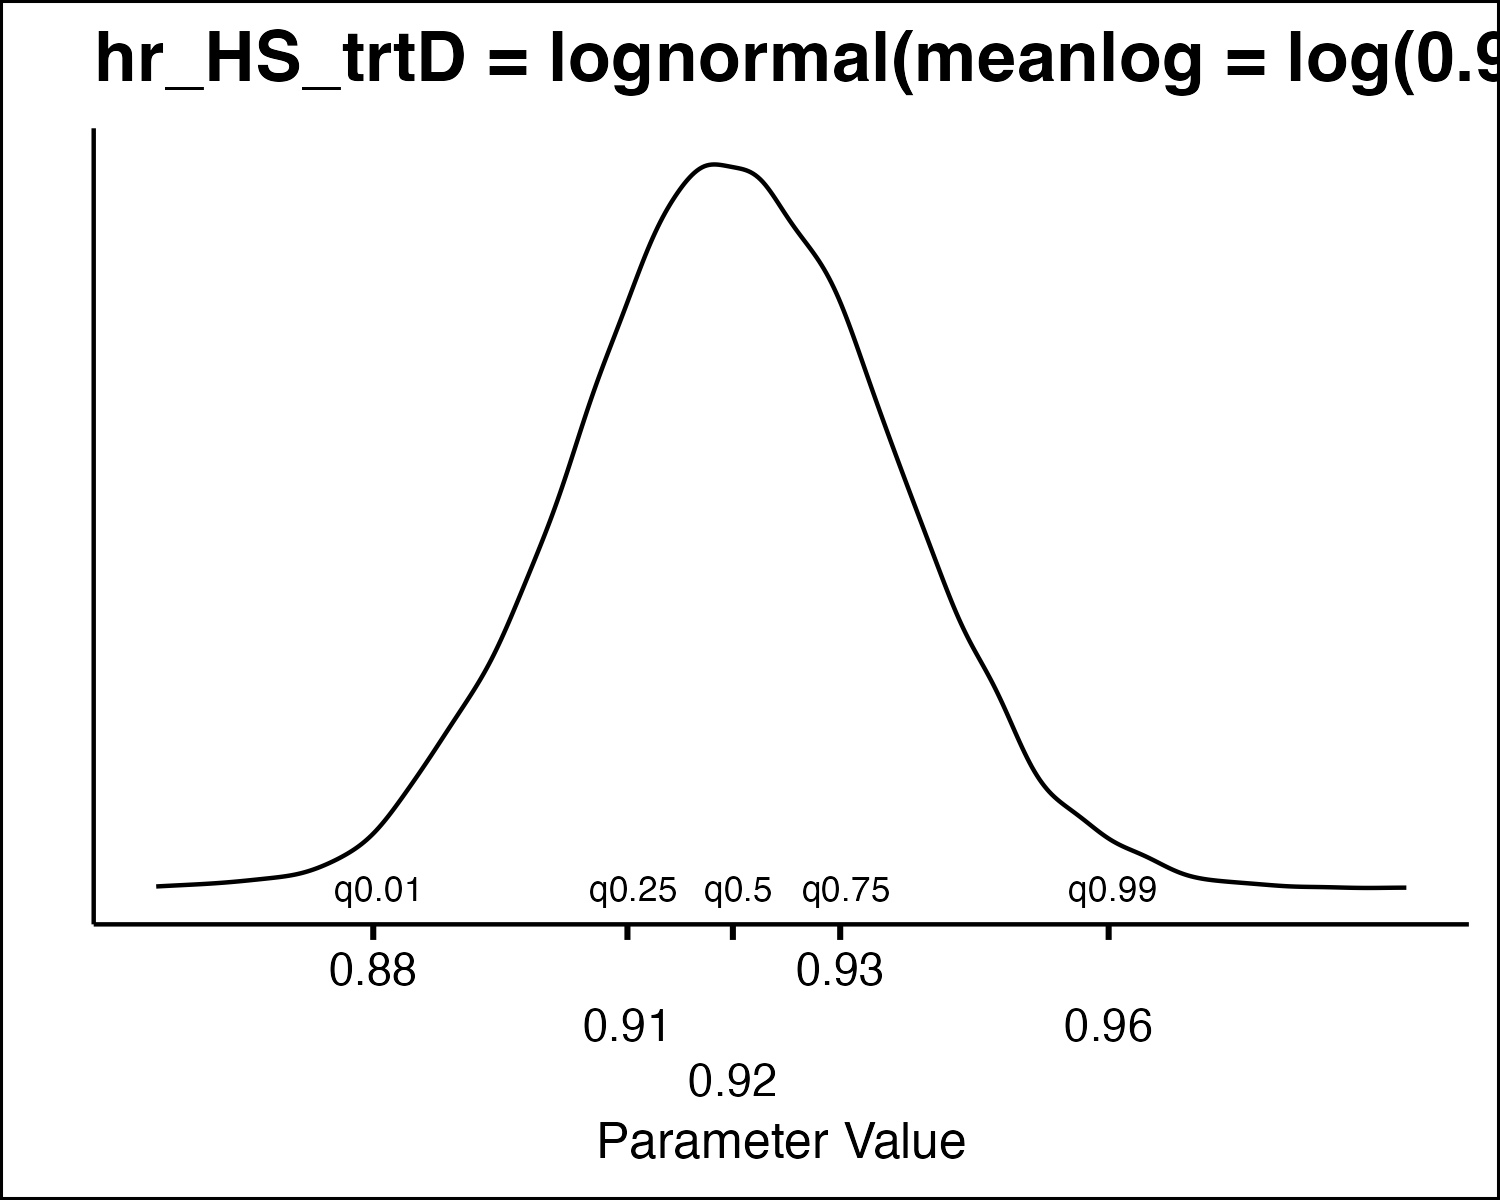 hr_HS_trtD = lognormal(meanlog = log(0.9
q0.01 q0.25 q0.5 q0.75 q0.99
0.88 0.93
0.91 0.96
0.92
Parameter Value